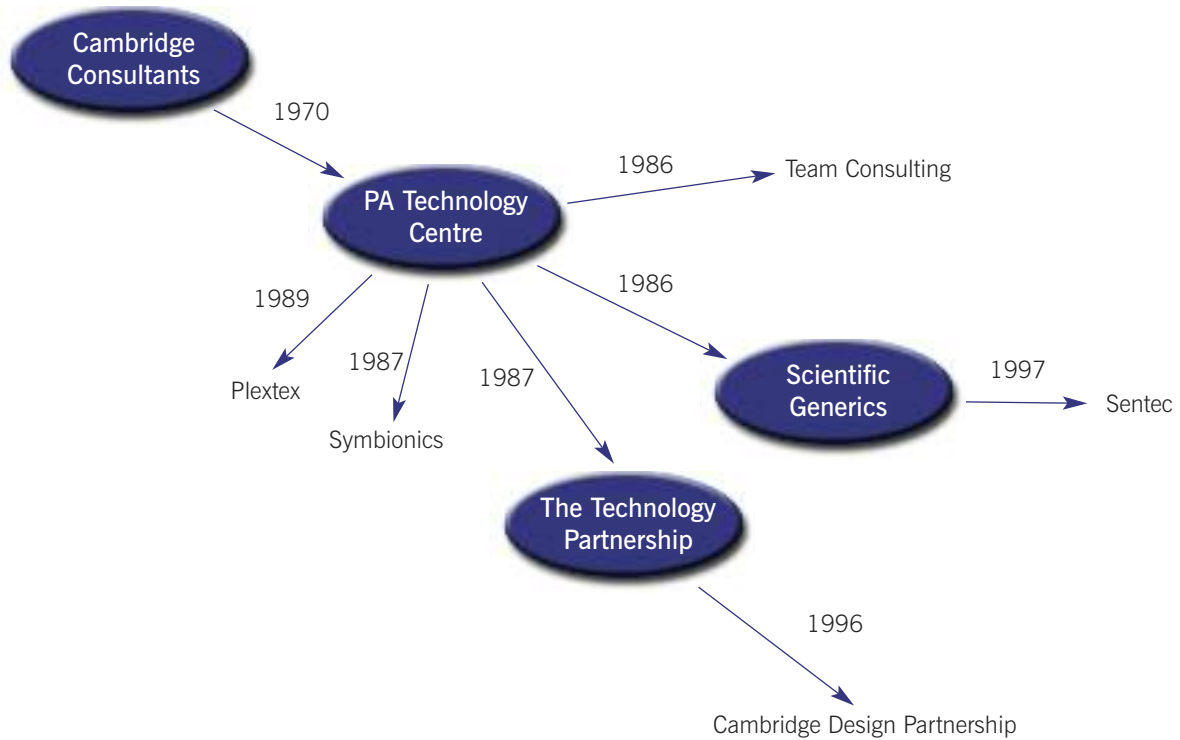 Cambridge
Consultants
1970
PA Technology
Centre
1986
Team Consulting
1986
1989
Plextex
1987
Symbionics
1987
Scientific
Generics
1997
Sentec
The Technology
Partnership
1996
Cambridge Design Partnership